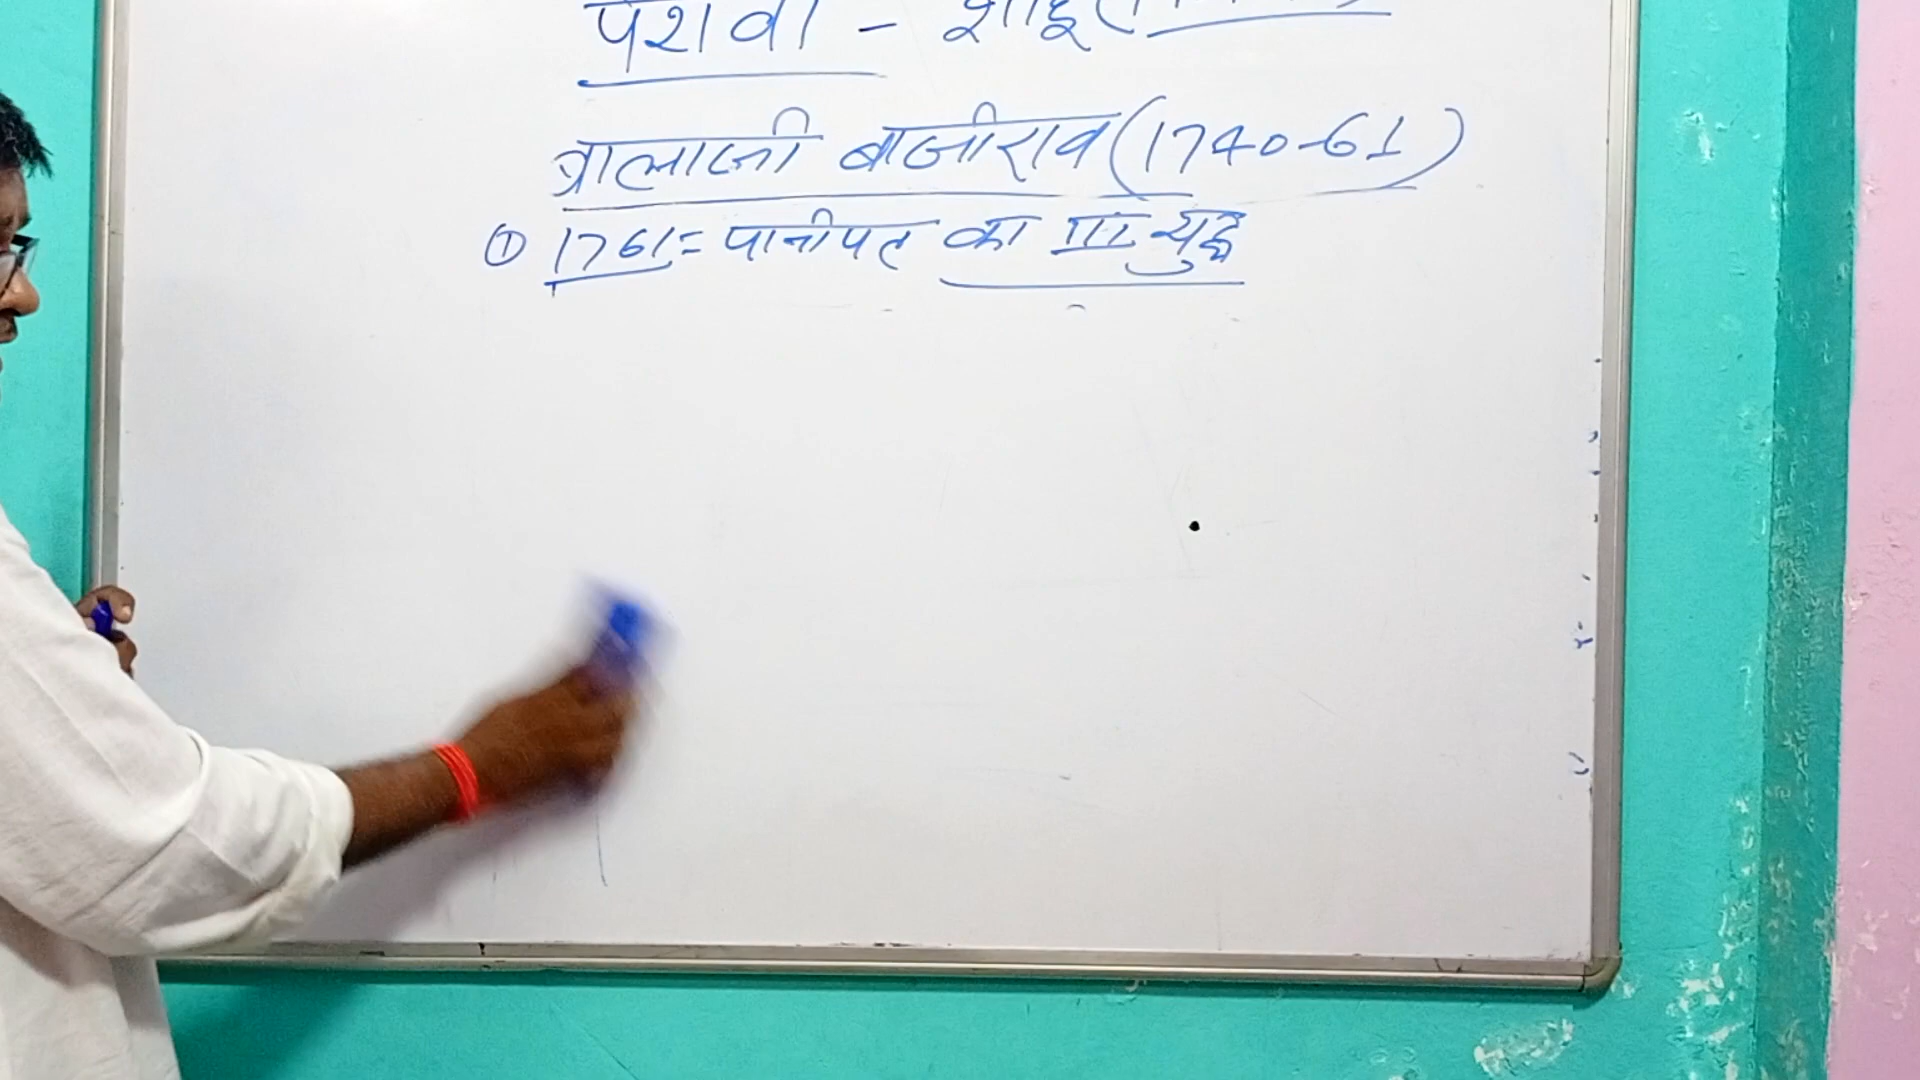 पेशवा - शाहू
बालाजी बाजीराव (1740-61)
① 1761 = पानीपत का III युद्ध